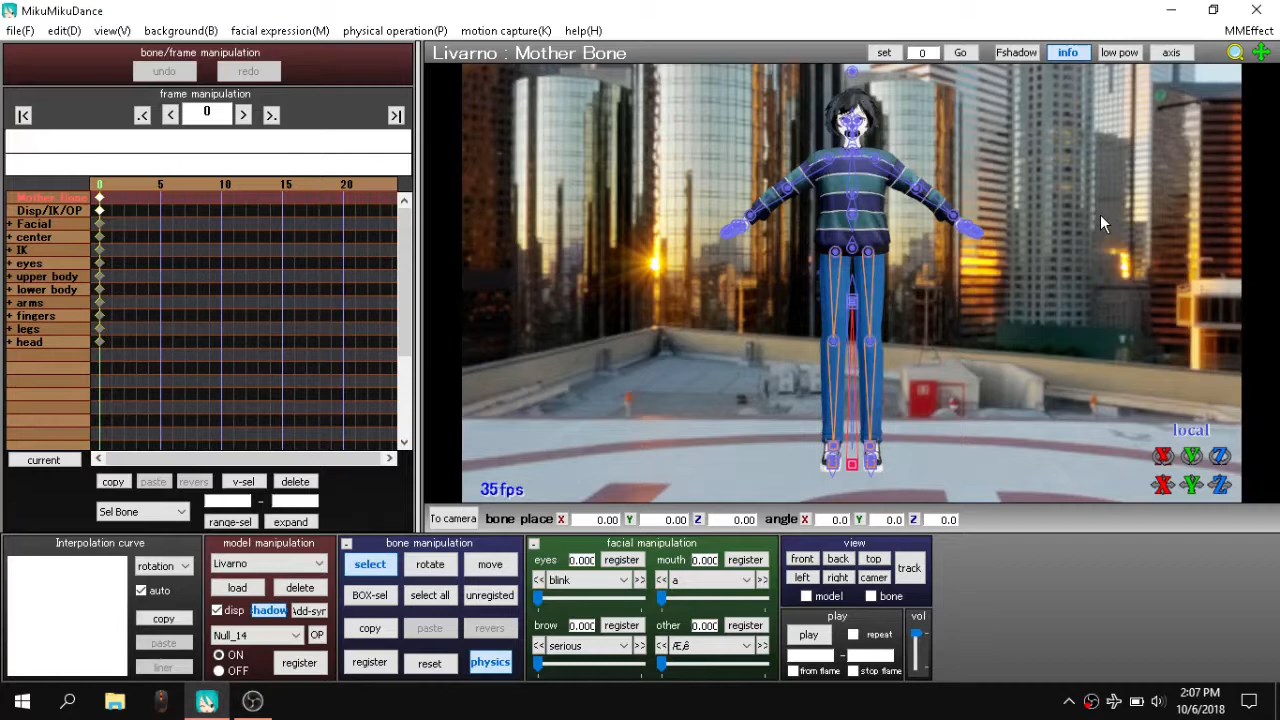 MikuMikuDance
file(F) edit(D) view(V) background(B) facial expression(M) physical operation(P) motion capture(K) help(H) MMEffect
bone/frame manipulation
undo redo
frame manipulation
|< .< < 0 > >. >|
0 5 10 15 20
Mother Bone
Disp/IK/OP
+ Facial
+ center
+ IK
+ eyes
+ upper body
+ lower body
+ arms
+ fingers
+ legs
+ head
current < >
copy paste revers v-sel delete
Sel Bone -
range-sel expand
Livarno : Mother Bone
set 0 Go Fshadow info low pow axis
local
X Y Z
X Y Z
35fps
To camera bone place X 0.00 Y 0.00 Z 0.00 angle X 0.0 Y 0.0 Z 0.0
Interpolation curve
rotation
auto
copy
paste
liner
model manipulation
Livarno
load delete
disp shadow Add-syn
Null_14 OP
ON
OFF register
- bone manipulation
select rotate move
BOX-sel select all unregisted
copy paste revers
register reset physics
- facial manipulation
eyes 0.000 register mouth 0.000 register
<< blink >> << a >>
brow 0.000 register other 0.000 register
<< serious >> << Æ,ê >>
view
front back top
left right camer track
model bone
play vol
play repeat
-
from flame stop flame
2:07 PM
10/6/2018